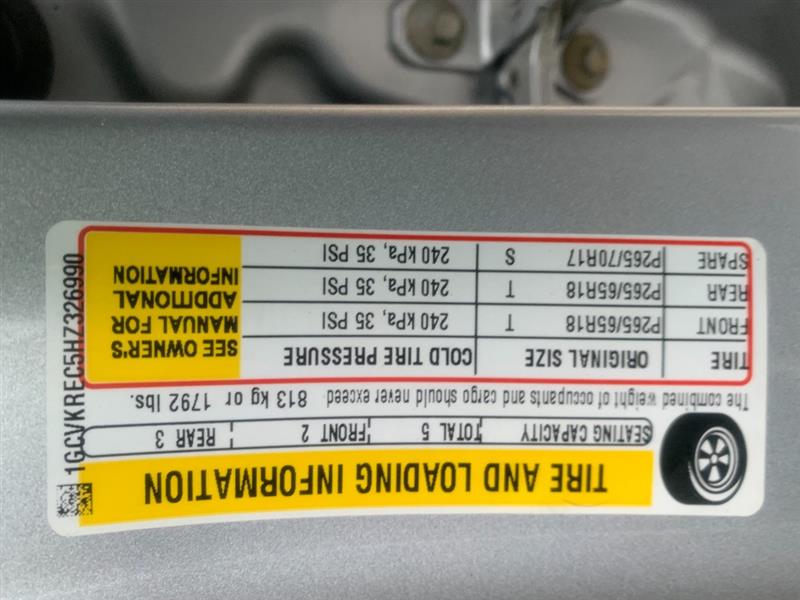 TIRE AND LOADING INFORMATION
SEATING CAPACITY TOTAL 5 FRONT 2 REAR 3
The combined weight of occupants and cargo should never exceed 813 kg or 1792 lbs.
TIRE ORIGINAL SIZE COLD TIRE PRESSURE
FRONT P265/65R18 T 240 kPa, 35 PSI
REAR P265/65R18 T 240 kPa, 35 PSI
SPARE P265/70R17 S 240 kPa, 35 PSI
SEE OWNER'S
MANUAL FOR
ADDITIONAL
INFORMATION
1GCVKREC5HZ326990